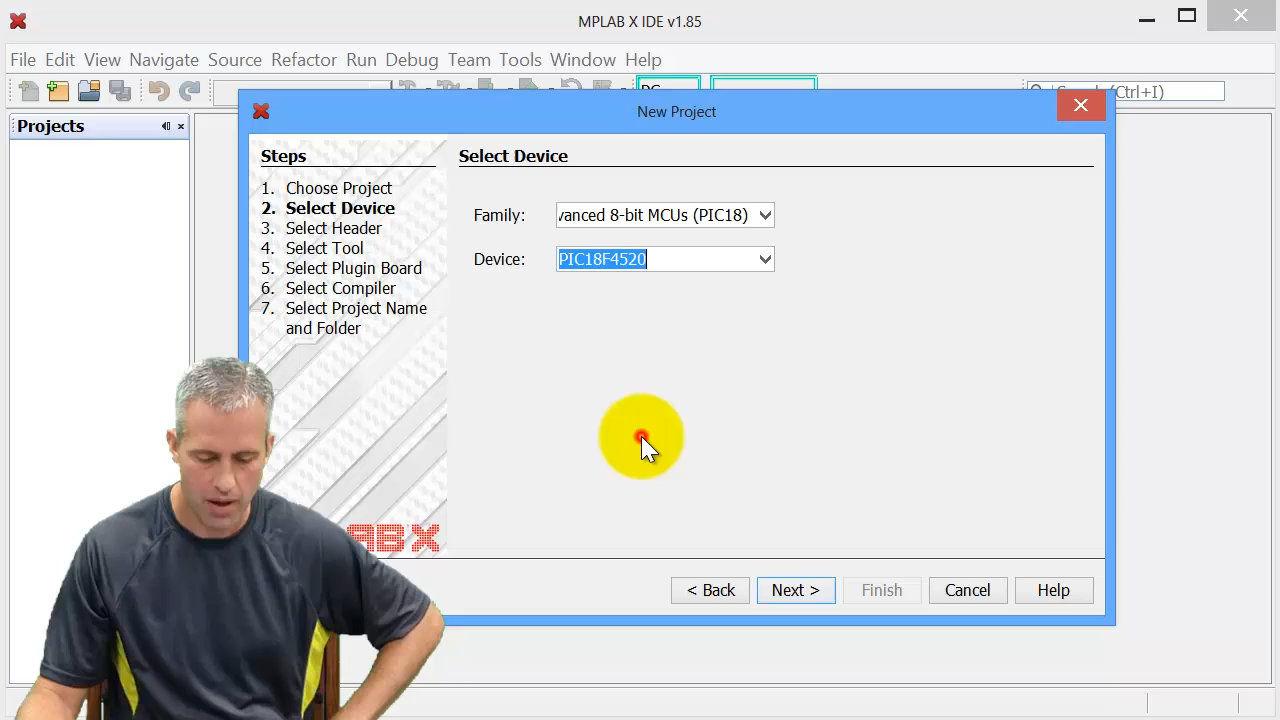 MPLAB X IDE v1.85
File Edit View Navigate Source Refactor Run Debug Team Tools Window Help
(Ctrl+I)
Projects
New Project
Steps
1. Choose Project
2. Select Device
3. Select Header
4. Select Tool
5. Select Plugin Board
6. Select Compiler
7. Select Project Name
and Folder
Select Device
Family: vanced 8-bit MCUs (PIC18)
Device: PIC18F4520
< Back Next > Finish Cancel Help